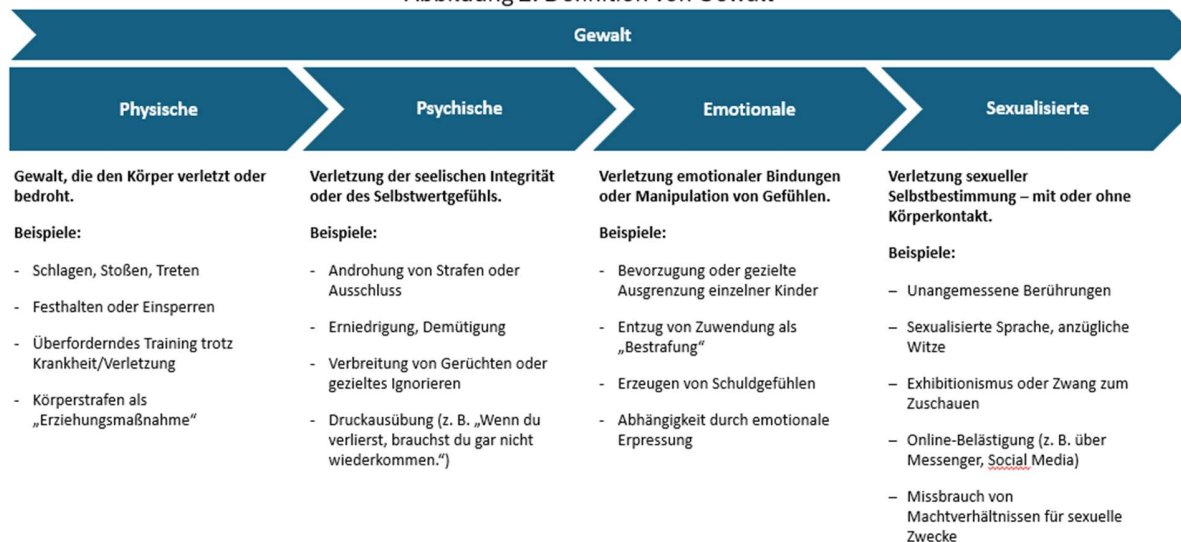 Abbildung 2: Definition von Gewalt
Gewalt
Physische
Psychische
Emotionale
Sexualisierte
Gewalt, die den Körper verletzt oder
bedroht.
Beispiele:
- Schlagen, Stoßen, Treten
- Festhalten oder Einsperren
- Überforderndes Training trotz
Krankheit/Verletzung
- Körperstrafen als
„Erziehungsmaßnahme“
Verletzung der seelischen Integrität
oder des Selbstwertgefühls.
Beispiele:
- Androhung von Strafen oder
Ausschluss
- Erniedrigung, Demütigung
- Verbreitung von Gerüchten oder
gezieltes Ignorieren
- Druckausübung (z. B. „Wenn du
verlierst, brauchst du gar nicht
wiederkommen.“)
Verletzung emotionaler Bindungen
oder Manipulation von Gefühlen.
Beispiele:
- Bevorzugung oder gezielte
Ausgrenzung einzelner Kinder
- Entzug von Zuwendung als
„Bestrafung“
- Erzeugen von Schuldgefühlen
- Abhängigkeit durch emotionale
Erpressung
Verletzung sexueller
Selbstbestimmung – mit oder ohne
Körperkontakt.
Beispiele:
– Unangemessene Berührungen
– Sexualisierte Sprache, anzügliche
Witze
– Exhibitionismus oder Zwang zum
Zuschauen
– Online-Belästigung (z. B. über
Messenger, Social Media)
– Missbrauch von
Machtverhältnissen für sexuelle
Zwecke